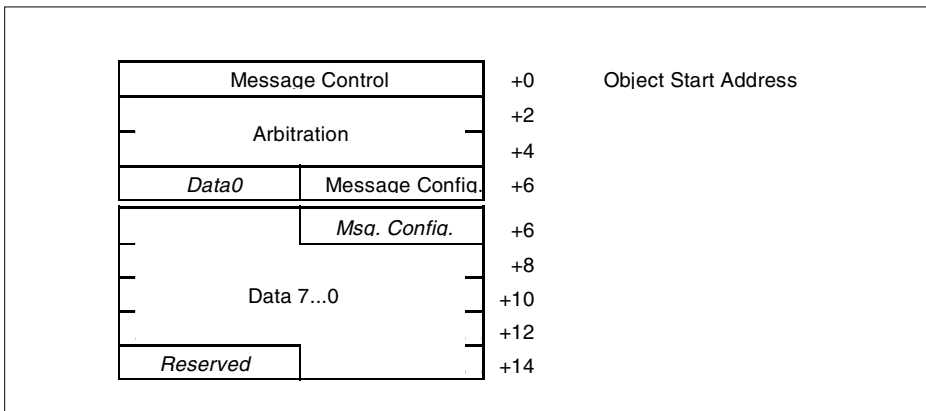 Message Control +0 Object Start Address
+2
Arbitration
+4
Data0 Message Config. +6
Msg. Config. +6
+8
Data 7...0 +10
+12
Reserved +14